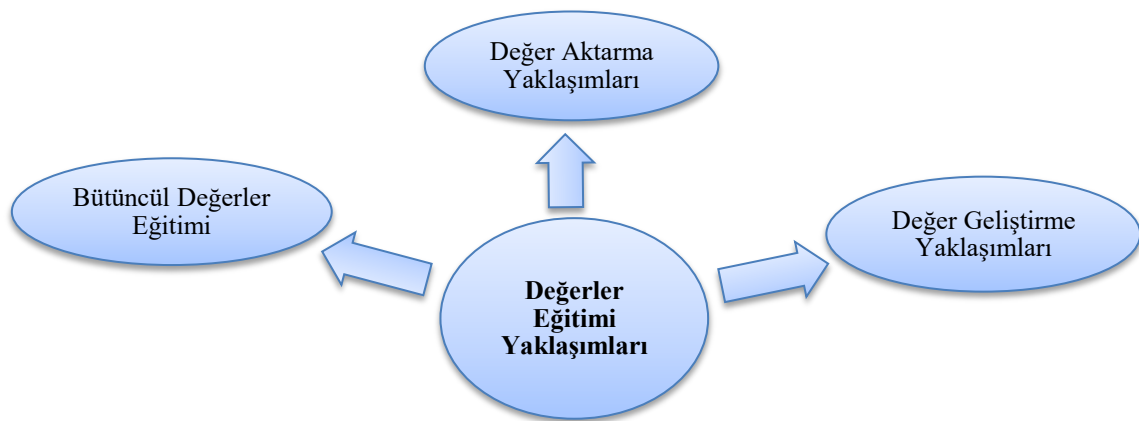 Değer Aktarma
Yaklaşımları
Bütüncül Değerler
Eğitimi
Değer Geliştirme
Yaklaşımları
Değerler
Eğitimi
Yaklaşımları